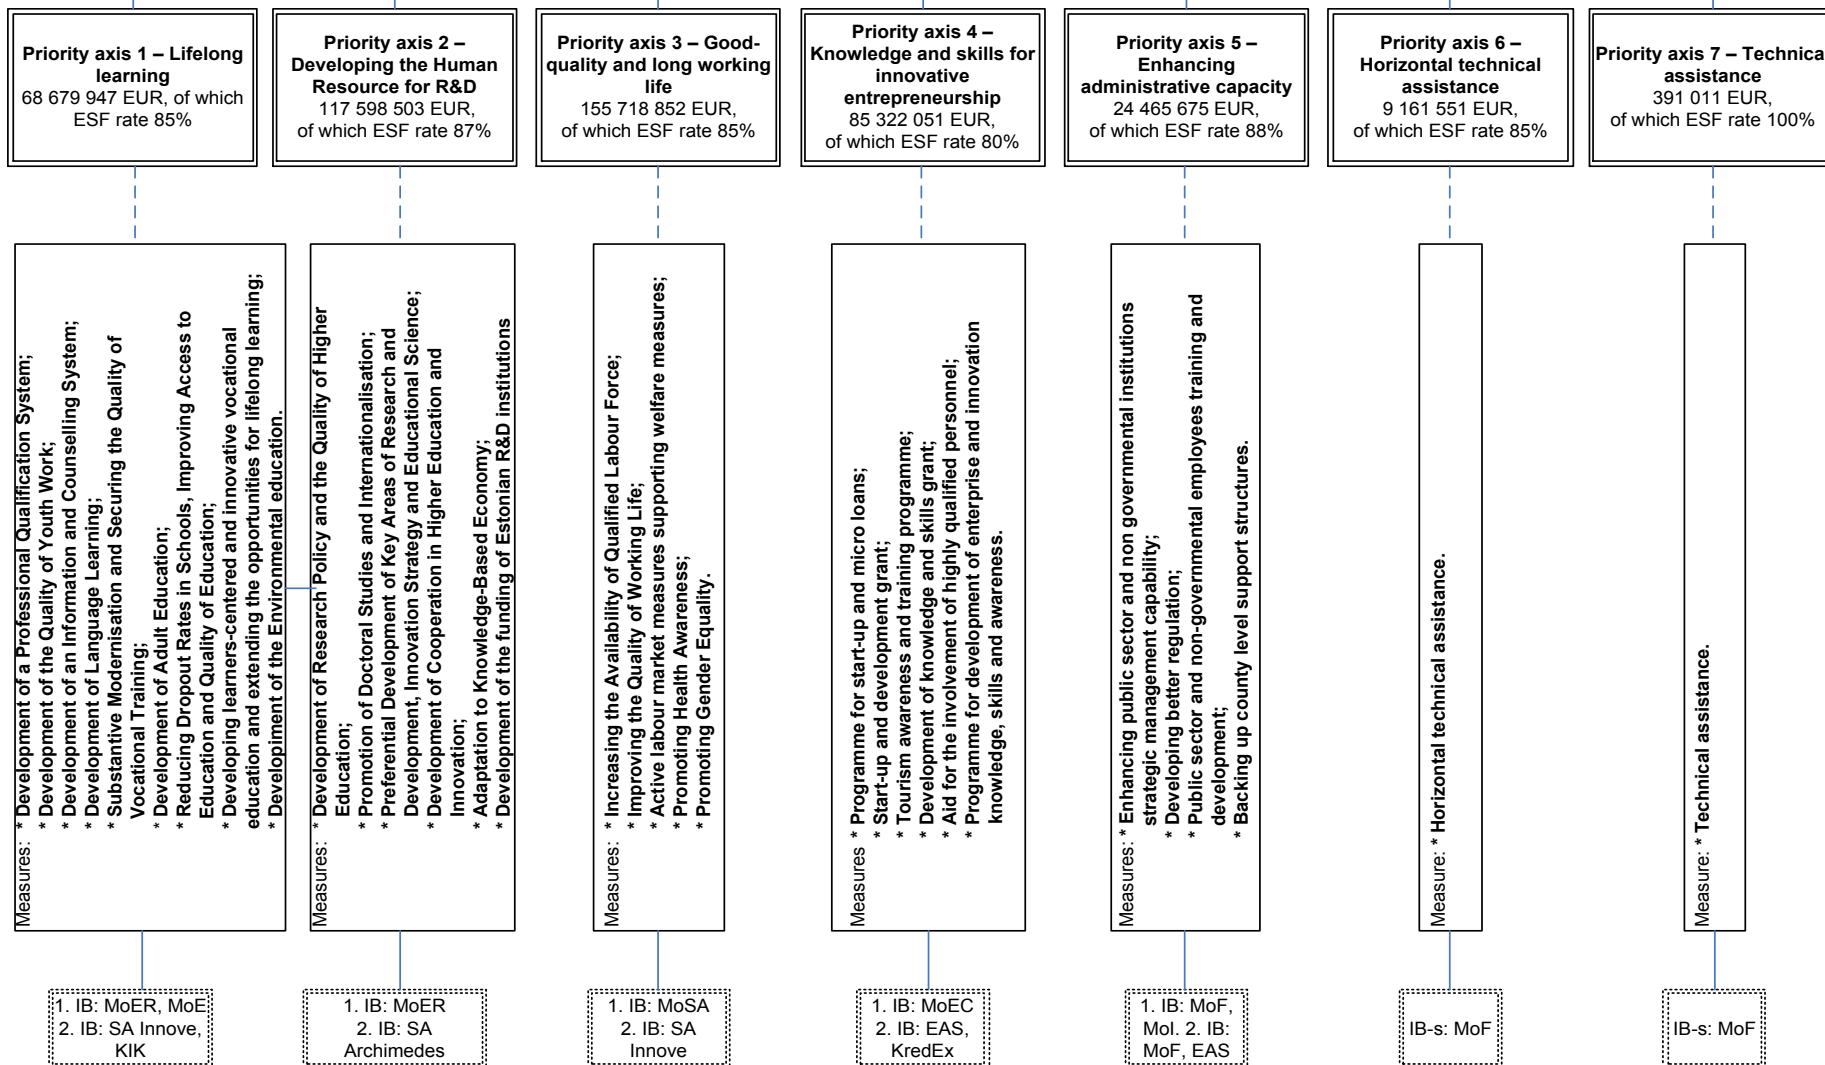 Priority axis 1 – Lifelong
learning
68 679 947 EUR, of which
ESF rate 85%
Priority axis 2 –
Developing the Human
Resource for R&D
117 598 503 EUR,
of which ESF rate 87%
Priority axis 3 – Good-
quality and long working
life
155 718 852 EUR,
of which ESF rate 85%
Priority axis 4 –
Knowledge and skills for
innovative
entrepreneurship
85 322 051 EUR,
of which ESF rate 80%
Priority axis 5 –
Enhancing
administrative capacity
24 465 675 EUR,
of which ESF rate 88%
Priority axis 6 –
Horizontal technical
assistance
9 161 551 EUR,
of which ESF rate 85%
Priority axis 7 – Technical
assistance
391 011 EUR,
of which ESF rate 100%
Measures: * Development of a Professional Qualification System;
* Development of the Quality of Youth Work;
* Development of an Information and Counselling System;
* Development of Language Learning;
* Substantive Modernisation and Securing the Quality of
Vocational Training;
* Development of Adult Education;
* Reducing Dropout Rates in Schools, Improving Access to
Education and Quality of Education;
* Developing learners-centered and innovative vocational
education and extending the opportunities for lifelong learning;
* Development of the Environmental education.
Measures: * Development of Research Policy and the Quality of Higher
Education;
* Promotion of Doctoral Studies and Internationalisation;
* Preferential Development of Key Areas of Research and
Development, Innovation Strategy and Educational Science;
* Development of Cooperation in Higher Education and
Innovation;
* Adaptation to Knowledge-Based Economy;
* Development of the funding of Estonian R&D institutions
Measures: * Increasing the Availability of Qualified Labour Force;
* Improving the Quality of Working Life;
* Active labour market measures supporting welfare measures;
* Promoting Health Awareness;
* Promoting Gender Equality.
Measures * Programme for start-up and micro loans;
* Start-up and development grant;
* Tourism awareness and training programme;
* Development of knowledge and skills grant;
* Aid for the involvement of highly qualified personnel;
* Programme for development of enterprise and innovation
knowledge, skills and awareness.
Measures: * Enhancing public sector and non governmental institutions
strategic management capability;
* Developing better regulation;
* Public sector and non-governmental employees training and
development;
* Backing up county level support structures.
Measure: * Horizontal technical assistance.
Measure: * Technical assistance.
1. IB: MoER, MoE
2. IB: SA Innove,
KIK
1. IB: MoER
2. IB: SA
Archimedes
1. IB: MoSA
2. IB: SA
Innove
1. IB: MoEC
2. IB: EAS,
KredEx
1. IB: MoF,
MoI. 2. IB:
MoF, EAS
IB-s: MoF
IB-s: MoF